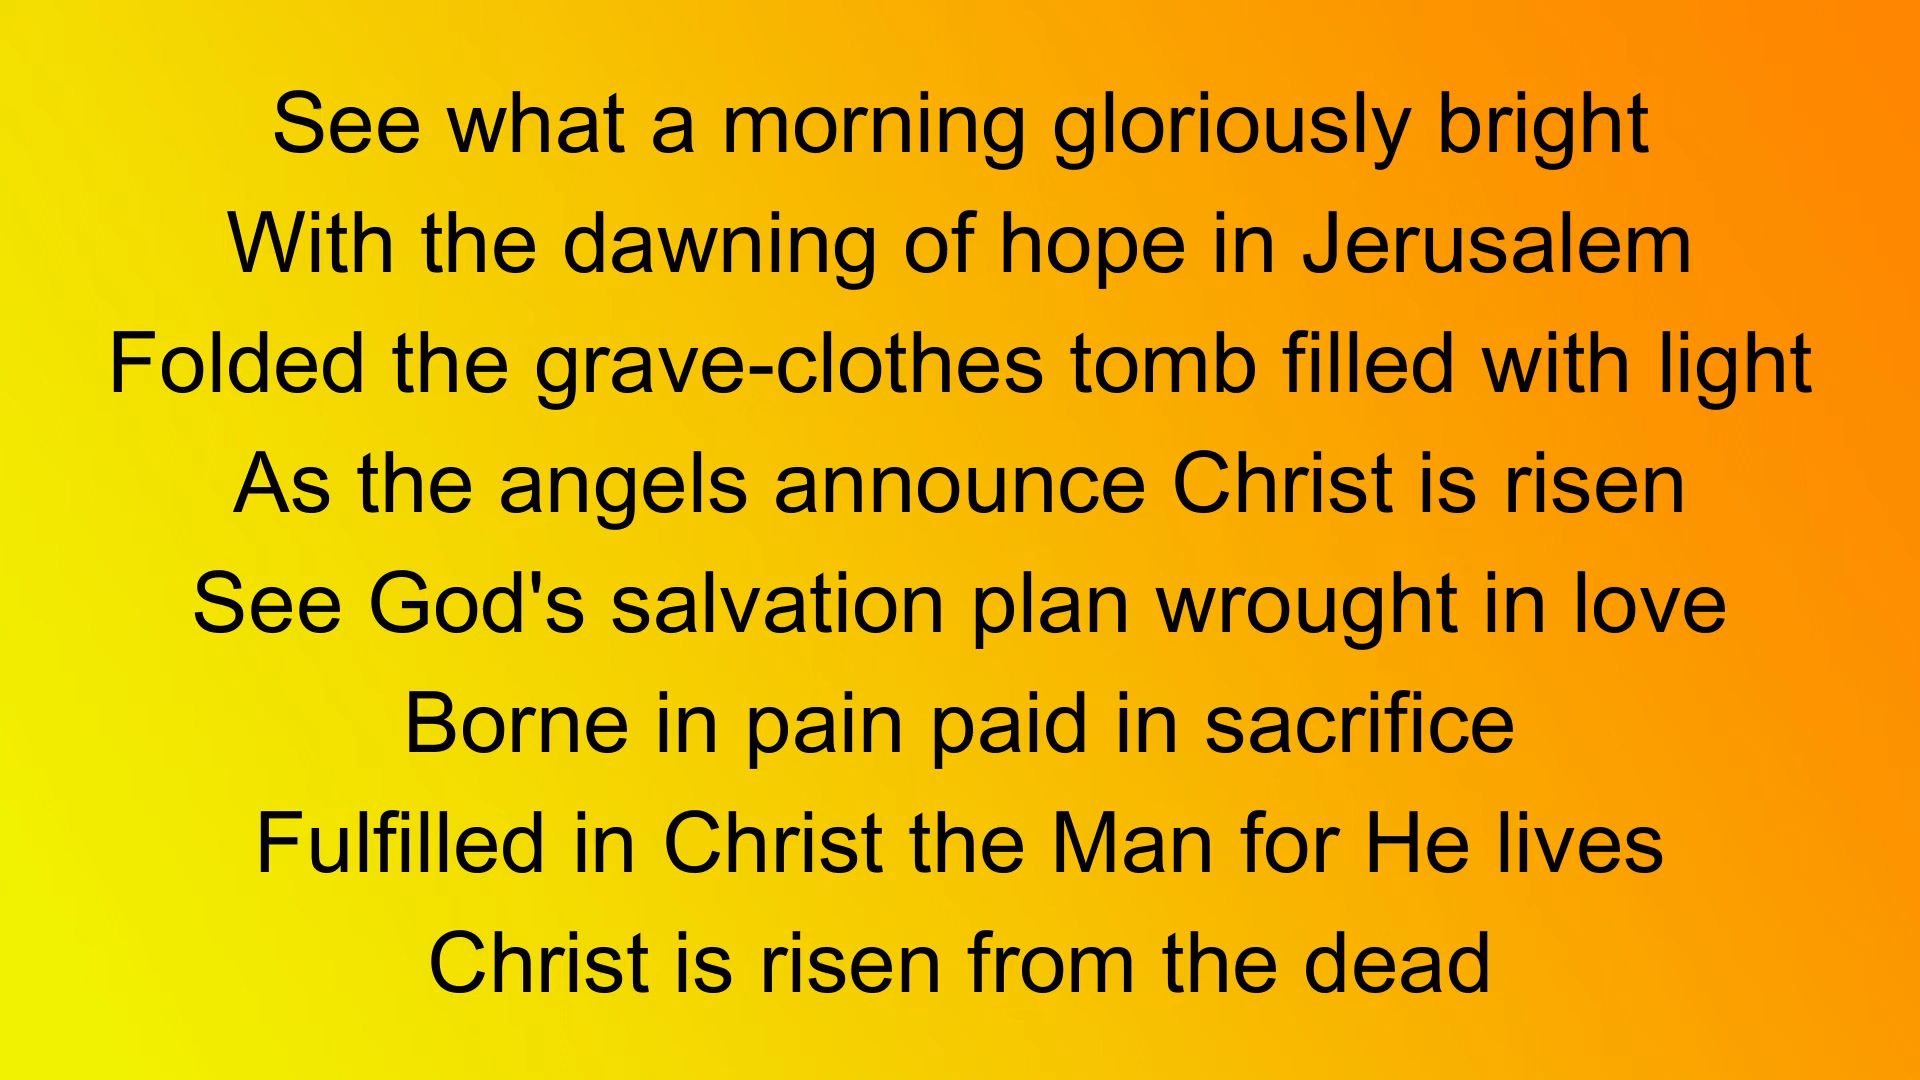 See what a morning gloriously bright
With the dawning of hope in Jerusalem
Folded the grave-clothes tomb filled with light
As the angels announce Christ is risen
See God's salvation plan wrought in love
Borne in pain paid in sacrifice
Fulfilled in Christ the Man for He lives
Christ is risen from the dead